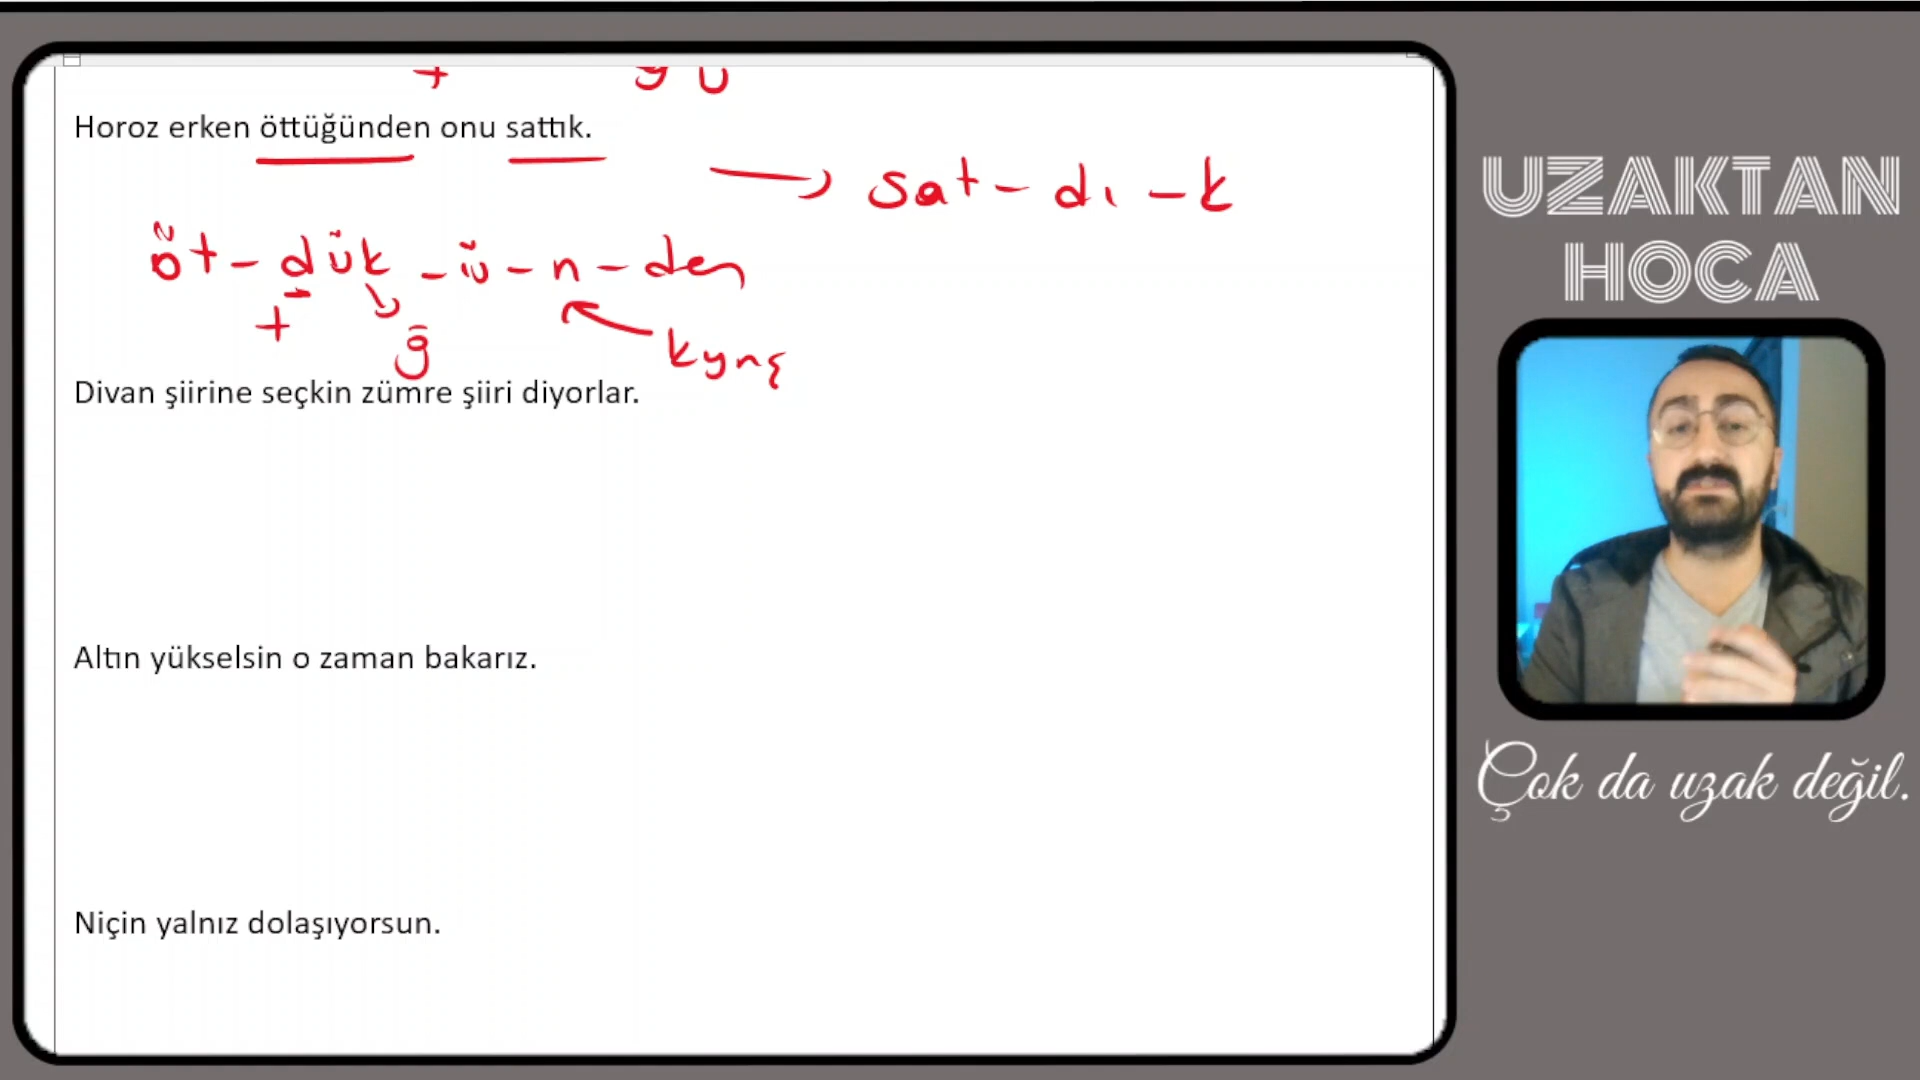 Horoz erken öttüğünden onu sattık.
sat - dı - k
öt - dük - ü - n - den
t
ğ
kynş
Divan şiirine seçkin zümre şiiri diyorlar.
Altın yükselsin o zaman bakarız.
Niçin yalnız dolaşıyorsun.
UZAKTAN
HOCA
Çok da uzak değil.